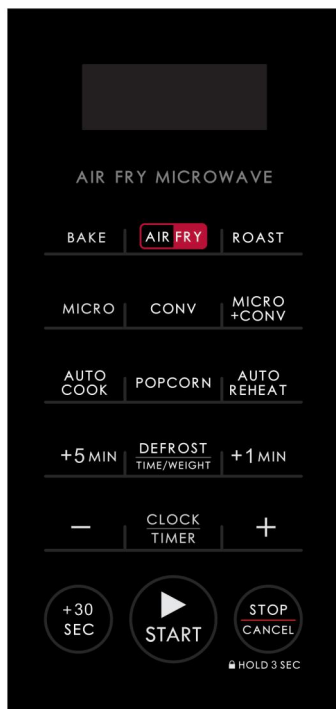 AIR FRY MICROWAVE
BAKE AIR FRY ROAST
MICRO CONV MICRO +CONV
AUTO COOK POPCORN AUTO REHEAT
+5 MIN DEFROST TIME/WEIGHT +1 MIN
− CLOCK TIMER +
+30 SEC START STOP CANCEL
HOLD 3 SEC